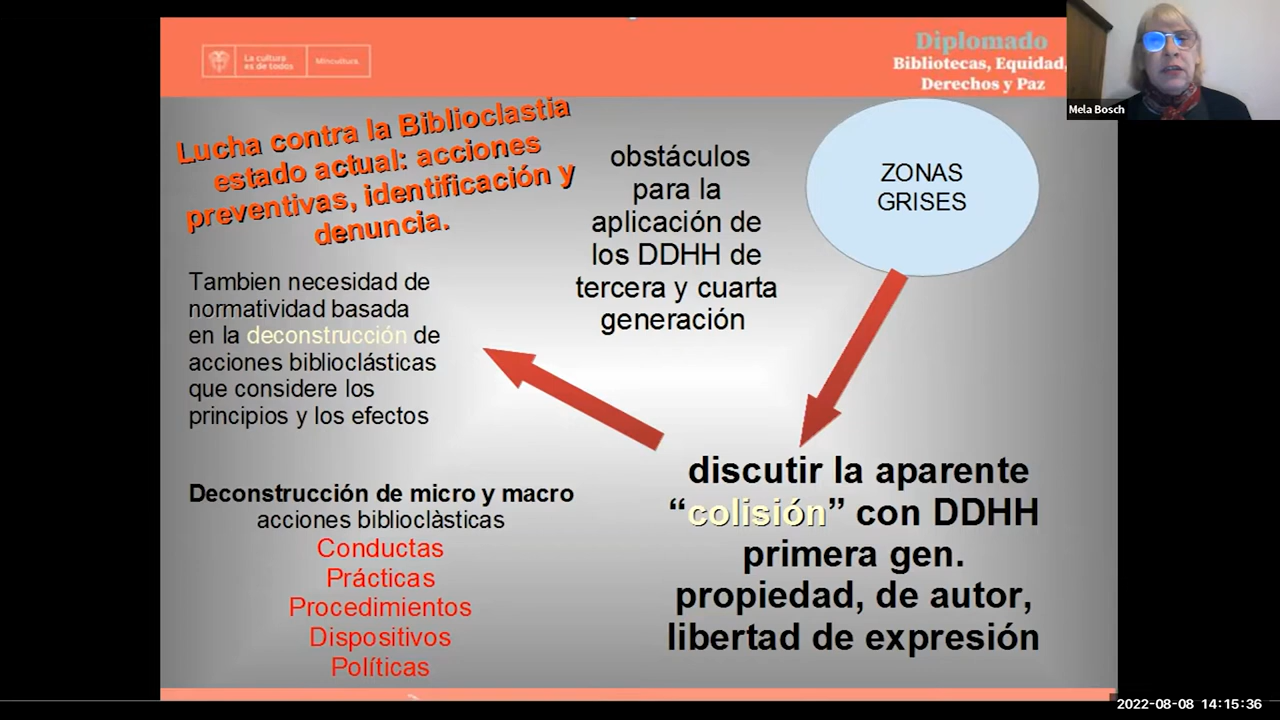 La cultura
es de todos
Mincultura
Diplomado
Bibliotecas, Equidad,
Derechos y Paz
Mela Bosch
Lucha contra la Biblioclastia
estado actual: acciones
preventivas, identificación y
denuncia.
obstáculos
para la
aplicación de
los DDHH de
tercera y cuarta
generación
ZONAS
GRISES
Tambien necesidad de
normatividad basada
en la deconstrucción de
acciones biblioclásticas
que considere los
principios y los efectos
discutir la aparente
“colisión” con DDHH
primera gen.
propiedad, de autor,
libertad de expresión
Deconstrucción de micro y macro
acciones biblioclàsticas
Conductas
Prácticas
Procedimientos
Dispositivos
Políticas
2022-08-08 14:15:36